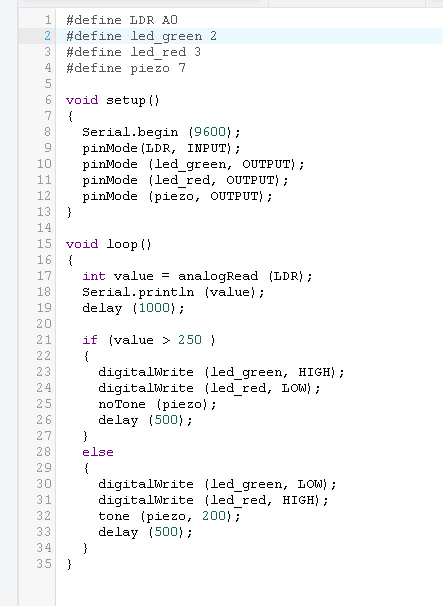 1 #define LDR A0
2 #define led_green 2
3 #define led_red 3
4 #define piezo 7
5
6 void setup()
7 {
8   Serial.begin (9600);
9   pinMode(LDR, INPUT);
10   pinMode (led_green, OUTPUT);
11   pinMode (led_red, OUTPUT);
12   pinMode (piezo, OUTPUT);
13 }
14
15 void loop()
16 {
17   int value = analogRead (LDR);
18   Serial.println (value);
19   delay (1000);
20
21   if (value > 250 )
22   {
23     digitalWrite (led_green, HIGH);
24     digitalWrite (led_red, LOW);
25     noTone (piezo);
26     delay (500);
27   }
28   else
29   {
30     digitalWrite (led_green, LOW);
31     digitalWrite (led_red, HIGH);
32     tone (piezo, 200);
33     delay (500);
34   }
35 }